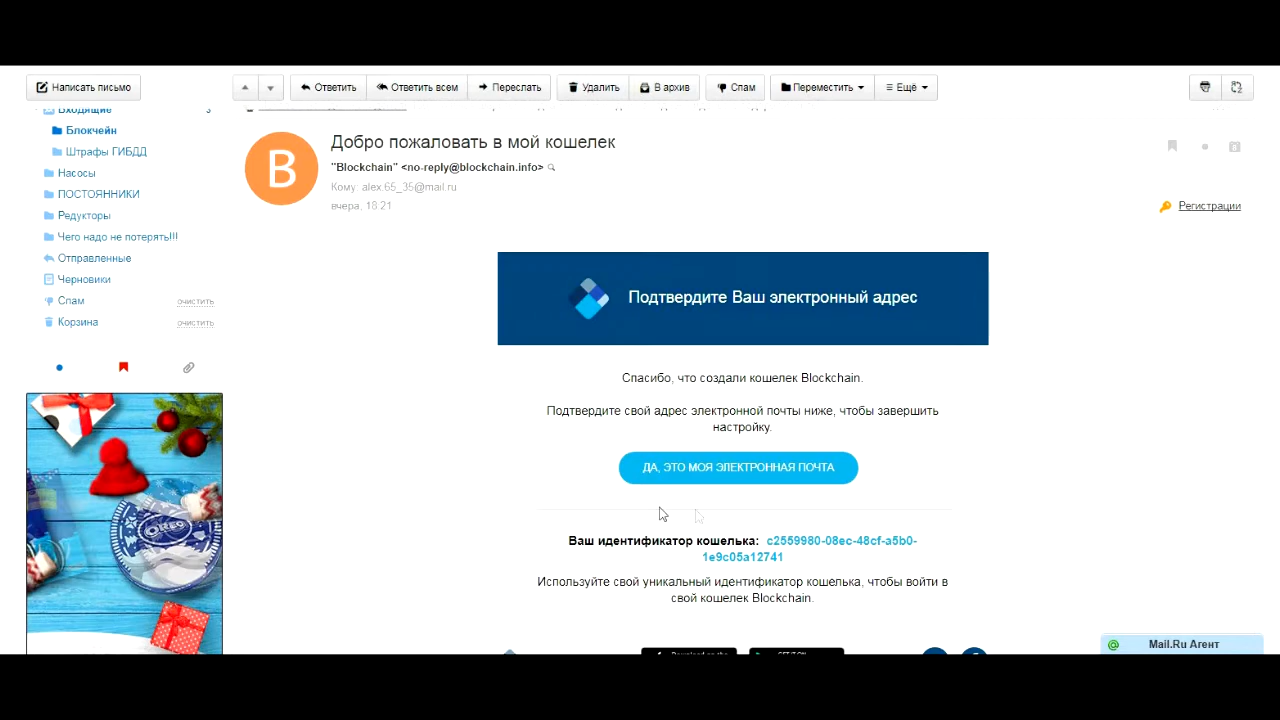 Написать письмо
Ответить
Ответить всем
Переслать
Удалить
В архив
Спам
Переместить
Ещё
Входящие 3
Блокчейн
Штрафы ГИБДД
Насосы
ПОСТОЯННИКИ
Редукторы
Чего надо не потерять!!!
Отправленные
Черновики
Спам очистить
Корзина очистить
Добро пожаловать в мой кошелек
B
"Blockchain" <no-reply@blockchain.info>
Кому: alex.65_35@mail.ru
вчера, 18:21
Регистрации
Подтвердите Ваш электронный адрес
Спасибо, что создали кошелек Blockchain.
Подтвердите свой адрес электронной почты ниже, чтобы завершить
настройку.
ДА, ЭТО МОЯ ЭЛЕКТРОННАЯ ПОЧТА
Ваш идентификатор кошелька: c2559980-08ec-48cf-a5b0-
1e9c05a12741
Используйте свой уникальный идентификатор кошелька, чтобы войти в
свой кошелек Blockchain.
OREO
Mail.Ru Агент